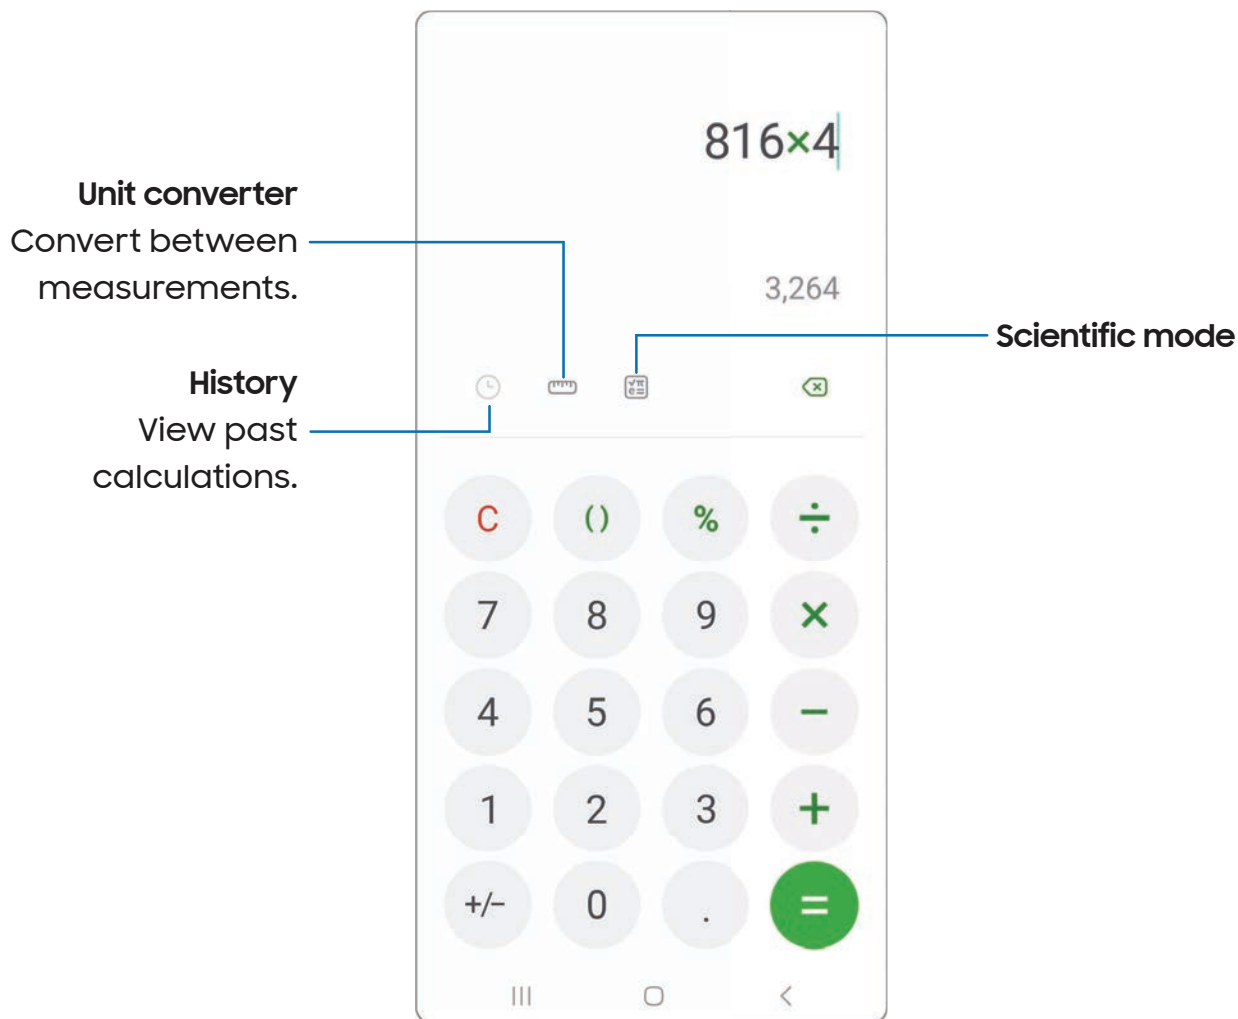 816×4
Unit converter
Convert between
measurements.
3,264
Scientific mode
History
View past
calculations.
C () % ÷
7 8 9 ×
4 5 6 −
1 2 3 +
+/− 0 . =